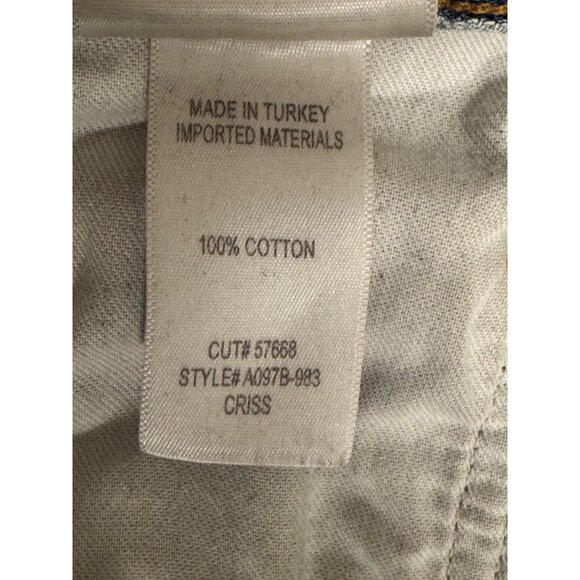 MADE IN TURKEY
IMPORTED MATERIALS
100% COTTON
CUT# 57668
STYLE# A097B-983
CRISS